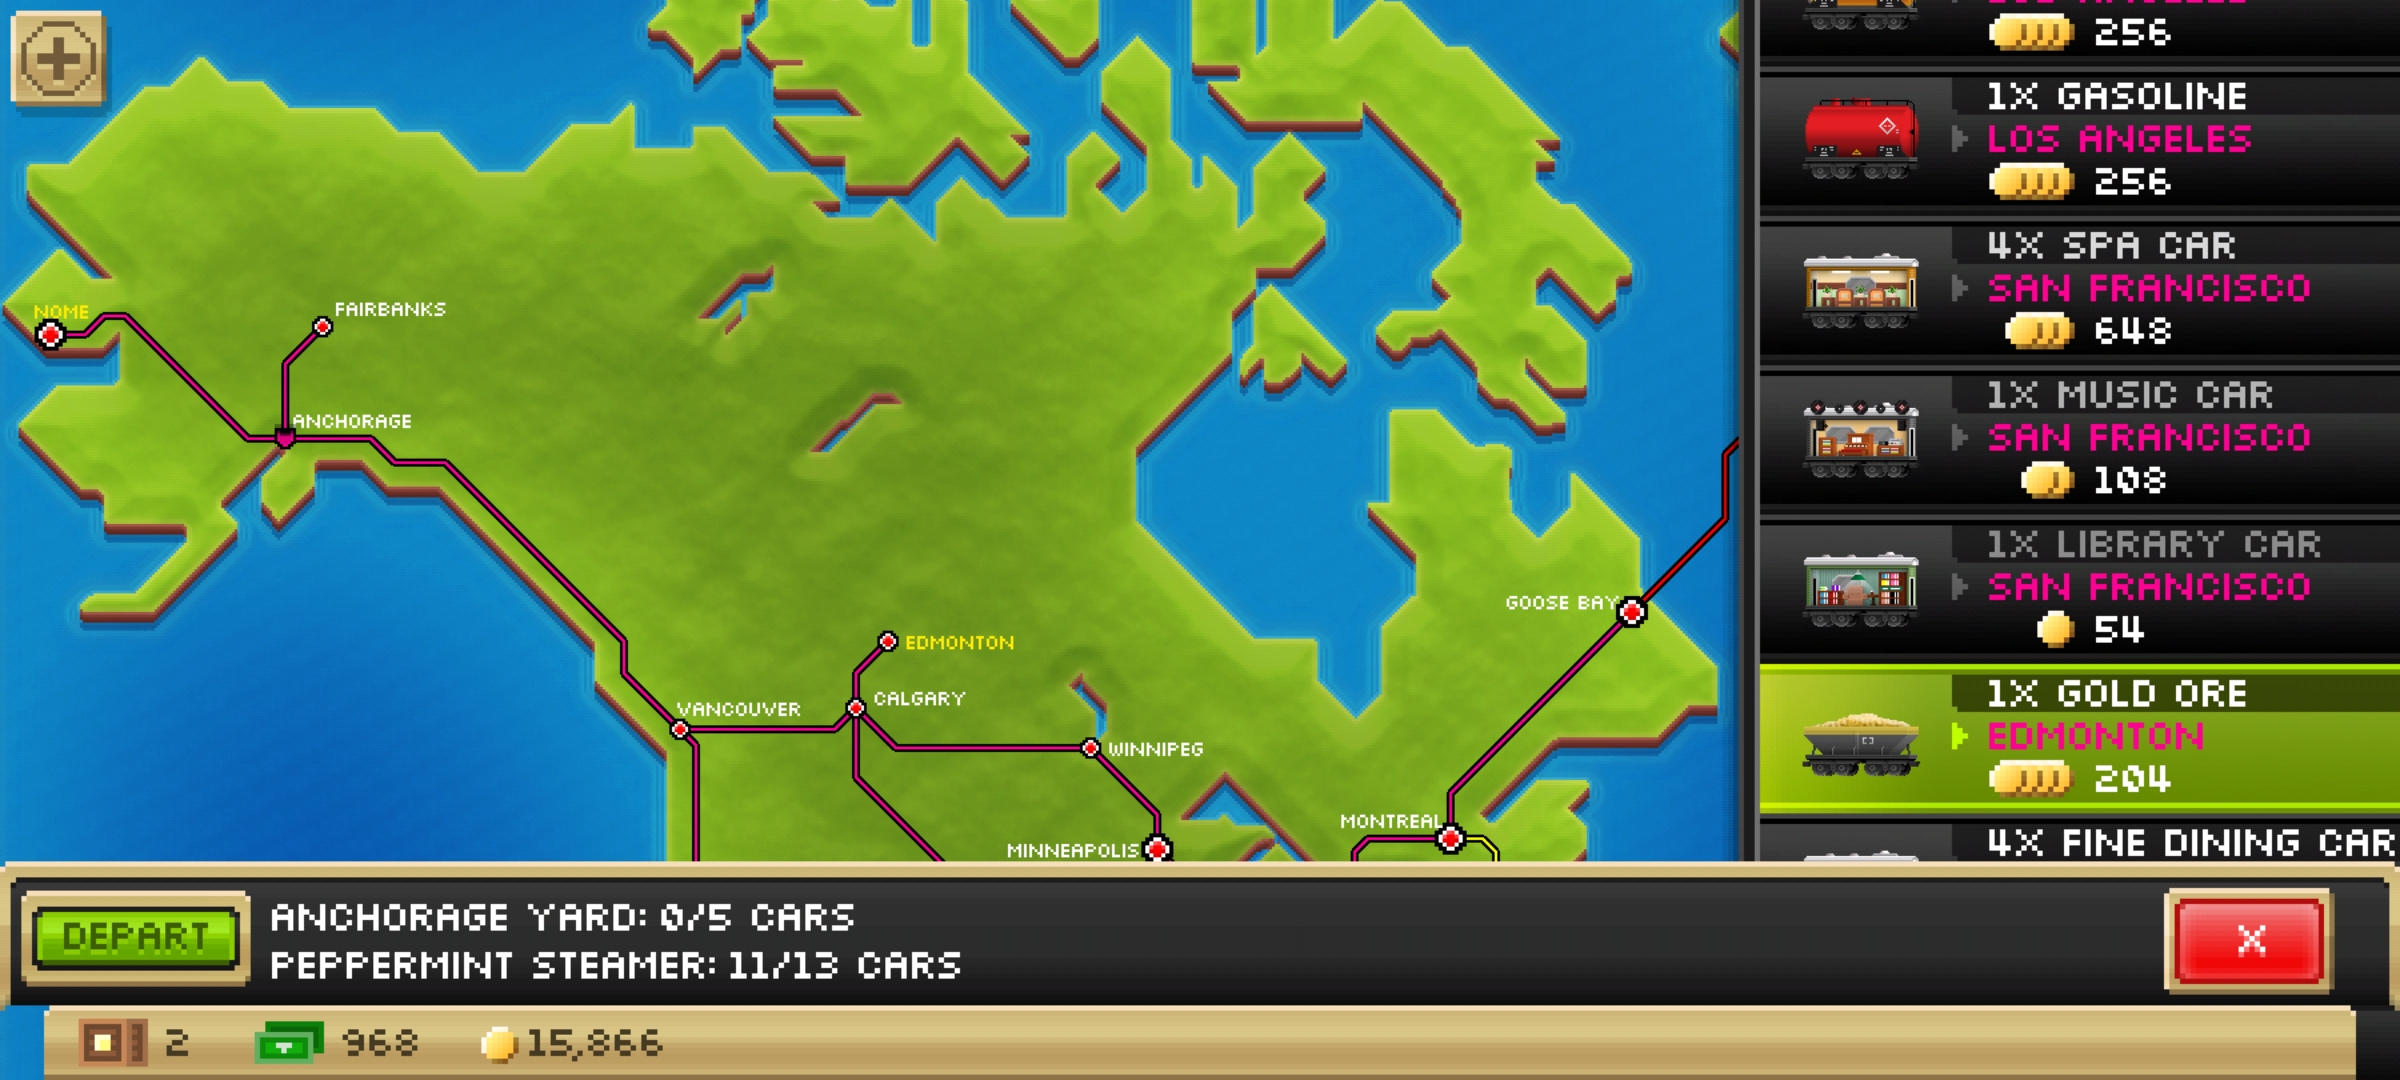 LOS ANGELES
256
1X GASOLINE
LOS ANGELES
256
4X SPA CAR
SAN FRANCISCO
648
1X MUSIC CAR
SAN FRANCISCO
108
1X LIBRARY CAR
SAN FRANCISCO
54
1X GOLD ORE
EDMONTON
204
4X FINE DINING CAR
NOME
FAIRBANKS
ANCHORAGE
GOOSE BAY
EDMONTON
CALGARY
VANCOUVER
WINNIPEG
MONTREAL
MINNEAPOLIS
DEPART
ANCHORAGE YARD: 0/5 CARS
PEPPERMINT STEAMER: 11/13 CARS
X
2
968
15,866